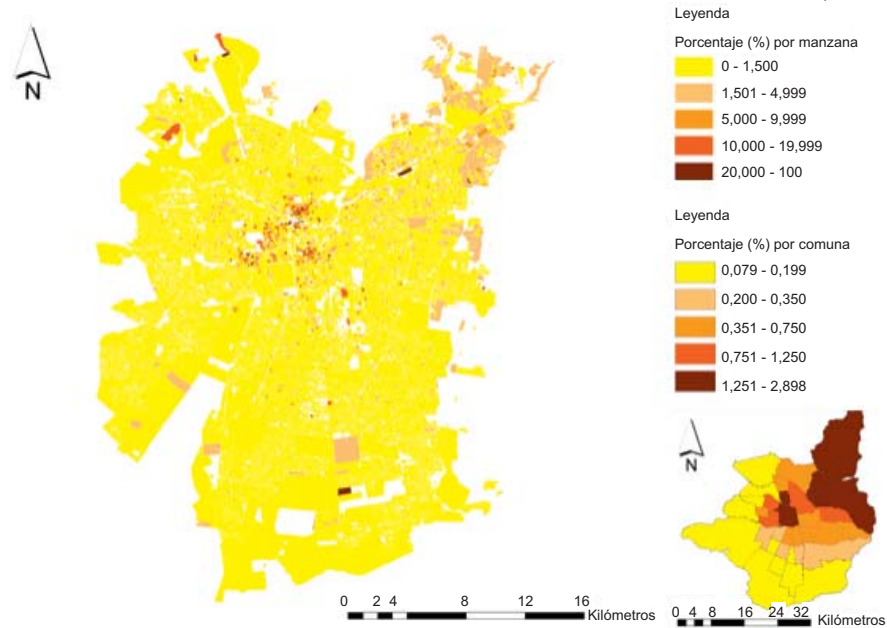 Leyenda
Porcentaje (%) por manzana
0 - 1,500
1,501 - 4,999
5,000 - 9,999
10,000 - 19,999
20,000 - 100
Leyenda
Porcentaje (%) por comuna
0,079 - 0,199
0,200 - 0,350
0,351 - 0,750
0,751 - 1,250
1,251 - 2,898
N
N
0 2 4 8 12 16
Kilómetros
0 4 8 16 24 32
Kilómetros